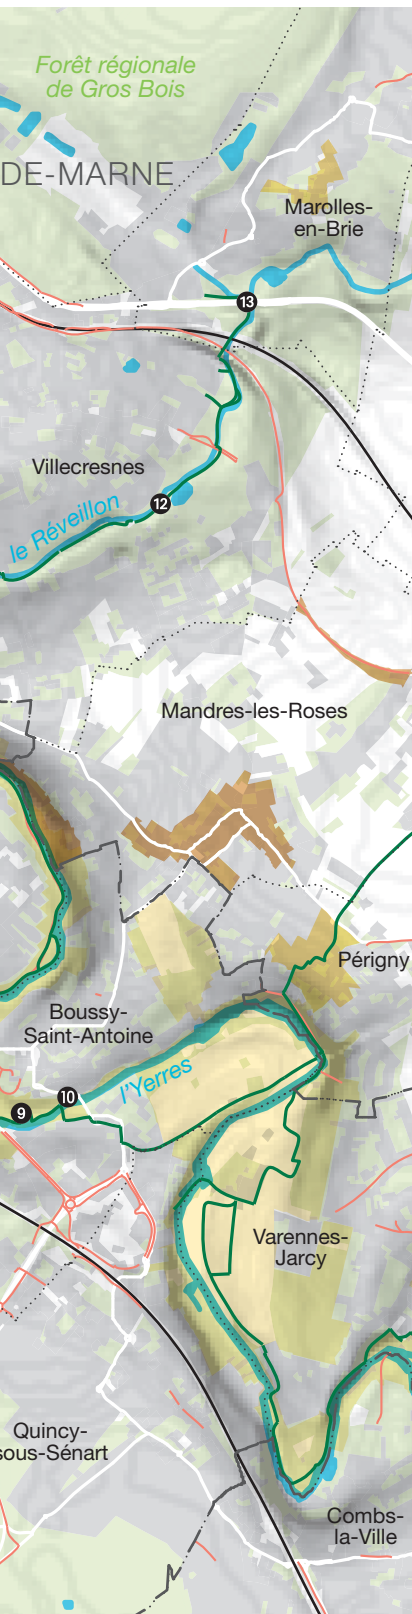 Forêt régionale
de Gros Bois
DE-MARNE
Marolles-
en-Brie
13
Villecresnes
12
le Réveillon
Mandres-les-Roses
Périgny
Boussy-
Saint-Antoine
l'Yerres
10
9
Varennes-
Jarcy
Quincy-
sous-Sénart
Combs-
la-Ville